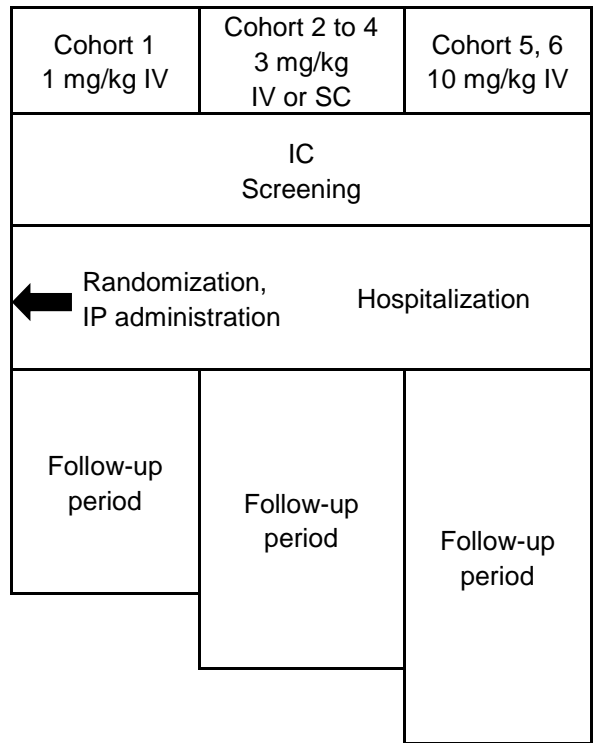 Cohort 1
1 mg/kg IV
Cohort 2 to 4
3 mg/kg
IV or SC
Cohort 5, 6
10 mg/kg IV
IC
Screening
Randomization,
IP administration
Hospitalization
Follow-up
period
Follow-up
period
Follow-up
period